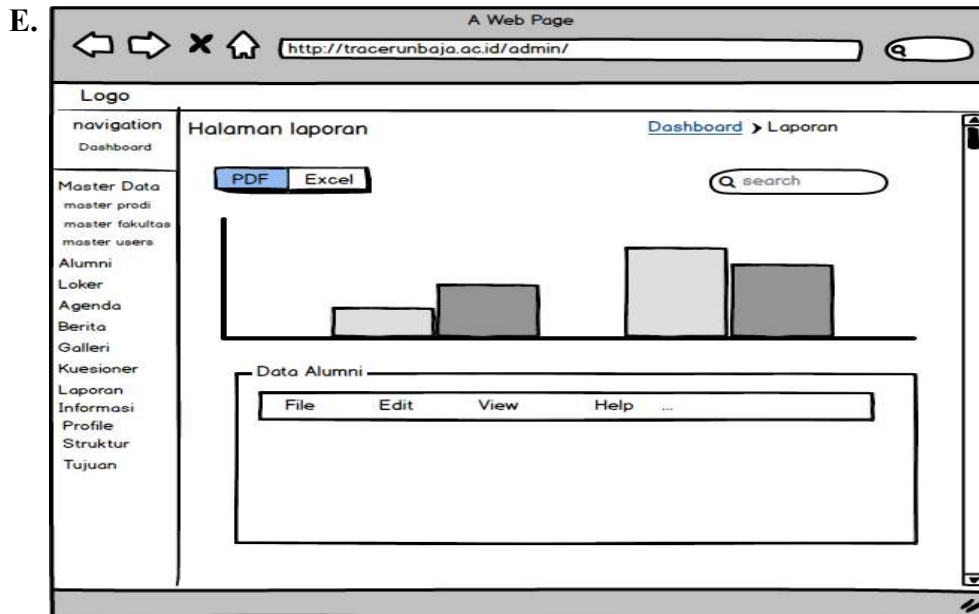 E.
A Web Page
http://tracerunbaja.ac.id/admin/
Logo
navigation
Dashboard
Master Data
master prodi
master fakultas
master users
Alumni
Loker
Agenda
Berita
Galleri
Kuesioner
Laporan
Informasi
Profile
Struktur
Tujuan
Halaman laporan
Dashboard > Laporan
PDF Excel
search
Data Alumni
File Edit View Help ...